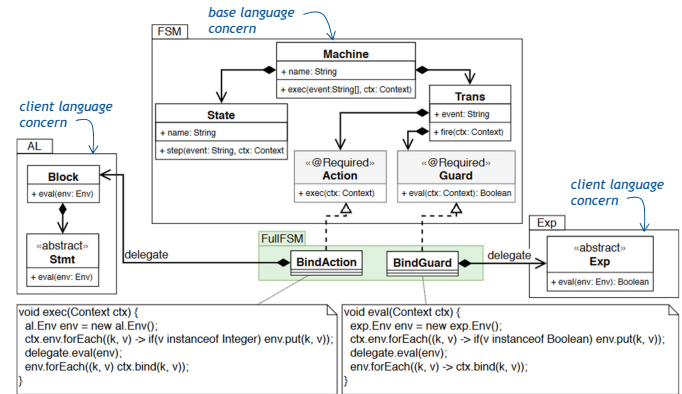 base language
concern
FSM
Machine
+ name: String
+ exec(event:String[], ctx: Context)
State
+ name: String
+ step(event: String, ctx: Context
Trans
+ event: String
+ fire(ctx: Context)
client language
concern
AL
Block
+ eval(env: Env)
«abstract»
Stmt
+ eval(env: Env)
«@Required»
Action
+ exec(ctx: Context)
«@Required»
Guard
+ eval(ctx: Context): Boolean
client language
concern
Exp
«abstract»
Exp
+ eval(env: Env): Boolean
FullFSM
delegate
BindAction
BindGuard
delegate
void exec(Context ctx) {
al.Env env = new al.Env();
ctx.env.forEach((k, v) -> if(v instanceof Integer) env.put(k, v));
delegate.eval(env);
env.forEach((k, v) ctx.bind(k, v));
}
void eval(Context ctx) {
exp.Env env = new exp.Env();
ctx.env.forEach((k, v) -> if(v instanceof Boolean) env.put(k, v));
delegate.eval(env);
env.forEach((k, v) -> ctx.bind(k, v));
}